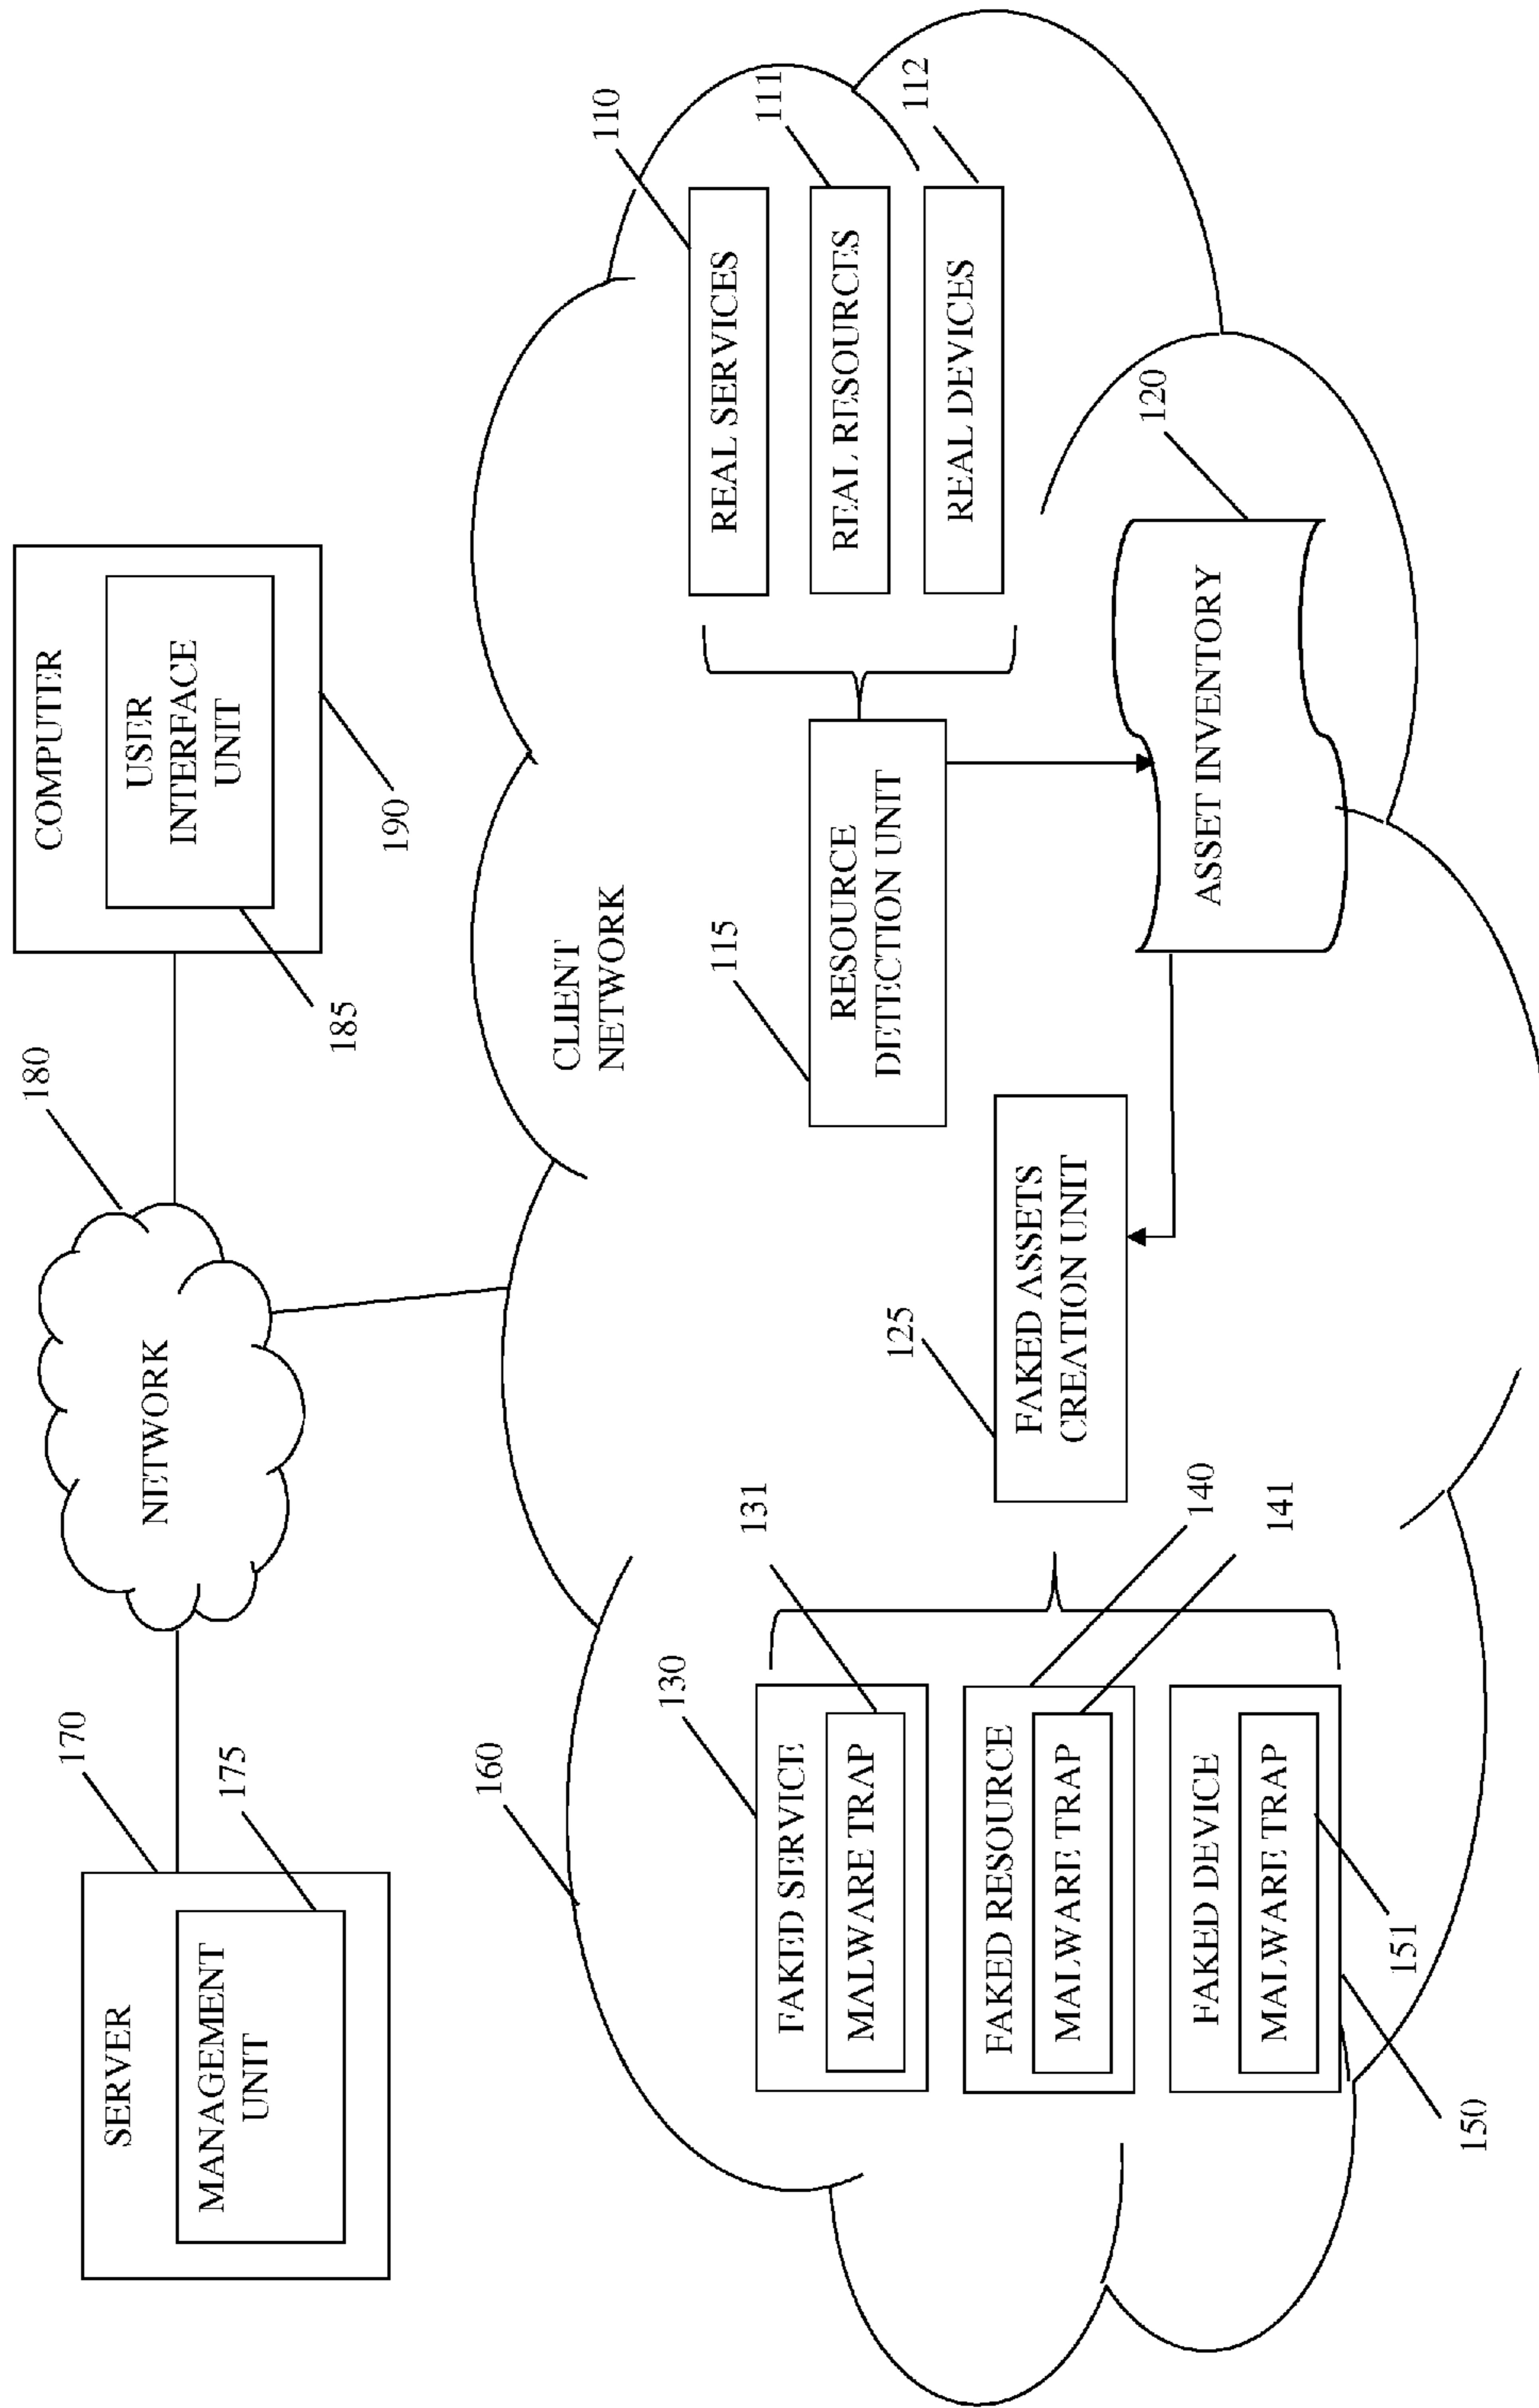 170
SERVER
175
MANAGEMENT
UNIT
180
NETWORK
COMPUTER
USER
INTERFACE
UNIT
185
190
160
CLIENT
NETWORK
130
FAKED SERVICE
131
MALWARE TRAP
140
FAKED RESOURCE
141
MALWARE TRAP
FAKED DEVICE
MALWARE TRAP
151
150
125
FAKED ASSETS
CREATION UNIT
115
RESOURCE
DETECTION UNIT
110
REAL SERVICES
111
REAL RESOURCES
112
REAL DEVICES
120
ASSET INVENTORY